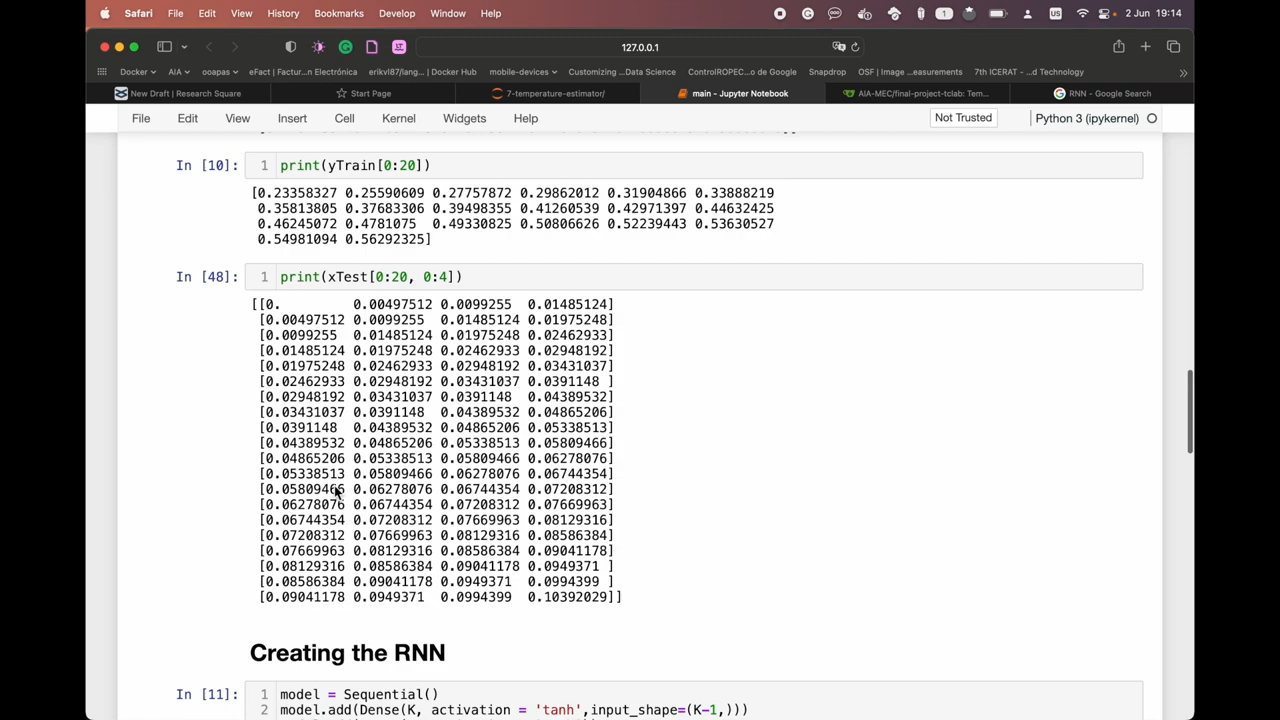 Safari File Edit View History Bookmarks Develop Window Help 1 US 2 Jun 19:14
127.0.0.1
Docker AIA ooapas eFact | Factur...n Electrónica erikvl87/lang... | Docker Hub mobile-devices Customizing ...Data Science ControlROPEC...o de Google Snapdrop OSF | Image ...easurements 7th ICERAT - ...d Technology
New Draft | Research Square Start Page 7-temperature-estimator/ main - Jupyter Notebook AIA-MEC/final-project-tclab: Tem... RNN - Google Search
File Edit View Insert Cell Kernel Widgets Help Not Trusted Python 3 (ipykernel)
In [10]: 1 print(yTrain[0:20])
[0.23358327 0.25590609 0.27757872 0.29862012 0.31904866 0.33888219
0.35813805 0.37683306 0.39498355 0.41260539 0.42971397 0.44632425
0.46245072 0.4781075 0.49330825 0.50806626 0.52239443 0.53630527
0.54981094 0.56292325]
In [48]: 1 print(xTest[0:20, 0:4])
[[0. 0.00497512 0.0099255 0.01485124]
[0.00497512 0.0099255 0.01485124 0.01975248]
[0.0099255 0.01485124 0.01975248 0.02462933]
[0.01485124 0.01975248 0.02462933 0.02948192]
[0.01975248 0.02462933 0.02948192 0.03431037]
[0.02462933 0.02948192 0.03431037 0.0391148 ]
[0.02948192 0.03431037 0.0391148 0.04389532]
[0.03431037 0.0391148 0.04389532 0.04865206]
[0.0391148 0.04389532 0.04865206 0.05338513]
[0.04389532 0.04865206 0.05338513 0.05809466]
[0.04865206 0.05338513 0.05809466 0.06278076]
[0.05338513 0.05809466 0.06278076 0.06744354]
[0.05809466 0.06278076 0.06744354 0.07208312]
[0.06278076 0.06744354 0.07208312 0.07669963]
[0.06744354 0.07208312 0.07669963 0.08129316]
[0.07208312 0.07669963 0.08129316 0.08586384]
[0.07669963 0.08129316 0.08586384 0.09041178]
[0.08129316 0.08586384 0.09041178 0.0949371 ]
[0.08586384 0.09041178 0.0949371 0.0994399 ]
[0.09041178 0.0949371 0.0994399 0.10392029]]
Creating the RNN
In [11]: 1 model = Sequential()
2 model.add(Dense(K, activation = 'tanh',input_shape=(K-1,)))